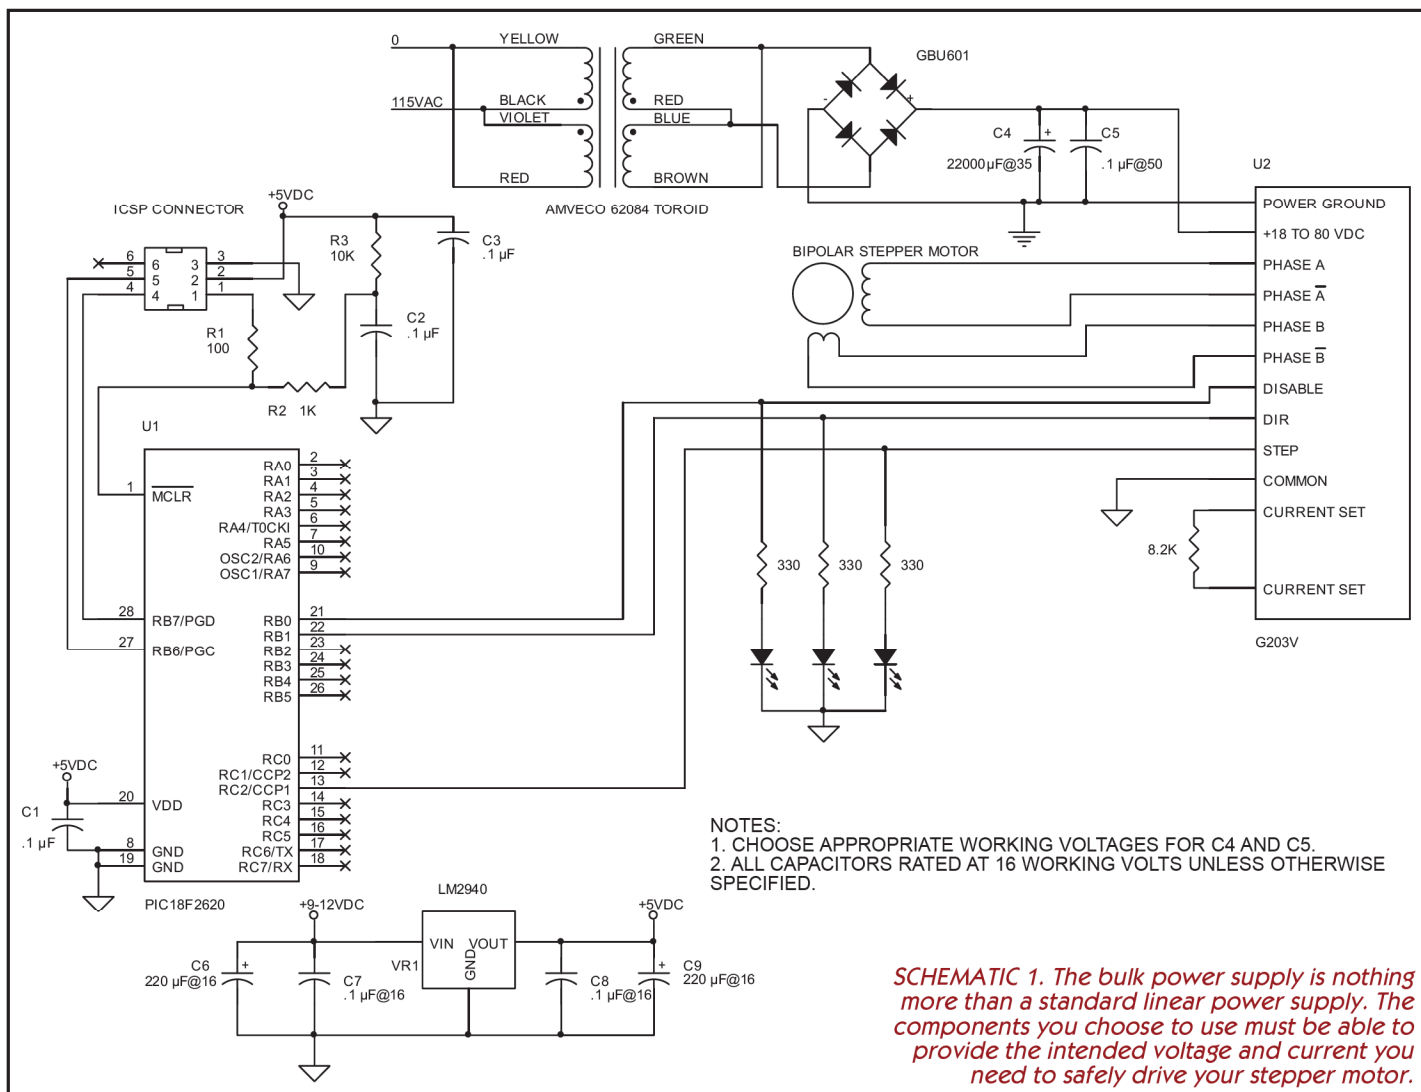 0
YELLOW
GREEN
GBU601
115VAC
BLACK
VIOLET
RED
BLUE
- +
RED
BROWN
AMVECO 62084 TOROID
C4 +
22000µF@35
C5
.1 µF@50
U2
POWER GROUND
+18 TO 80 VDC
PHASE A
PHASE A̅
PHASE B
PHASE B̅
DISABLE
DIR
STEP
COMMON
CURRENT SET
8.2K
CURRENT SET
G203V
BIPOLAR STEPPER MOTOR
ICSP CONNECTOR
+5VDC
6 6 3 3
5 5 2 2
4 4 1 1
R3
10K
C3
.1 µF
C2
.1 µF
R1
100
R2 1K
330
330
330
U1
1 M̅C̅L̅R̅
RA0 2
RA1 3
RA2 4
RA3 5
RA4/T0CKI 6
RA5 7
OSC2/RA6 10
OSC1/RA7 9
28 RB7/PGD
27 RB6/PGC
RB0 21
RB1 22
RB2 23
RB3 24
RB4 25
RB5 26
RC0 11
RC1/CCP2 12
RC2/CCP1 13
RC3 14
RC4 15
RC5 16
RC6/TX 17
RC7/RX 18
+5VDC
20 VDD
C1
.1 µF
8 GND
19 GND
PIC18F2620
NOTES:
1. CHOOSE APPROPRIATE WORKING VOLTAGES FOR C4 AND C5.
2. ALL CAPACITORS RATED AT 16 WORKING VOLTS UNLESS OTHERWISE
SPECIFIED.
+9-12VDC
LM2940
+5VDC
VIN VOUT
GND
VR1
C6 +
220 µF@16
C7
.1 µF@16
C8
.1 µF@16
+ C9
220 µF@16
SCHEMATIC 1. The bulk power supply is nothing
more than a standard linear power supply. The
components you choose to use must be able to
provide the intended voltage and current you
need to safely drive your stepper motor.